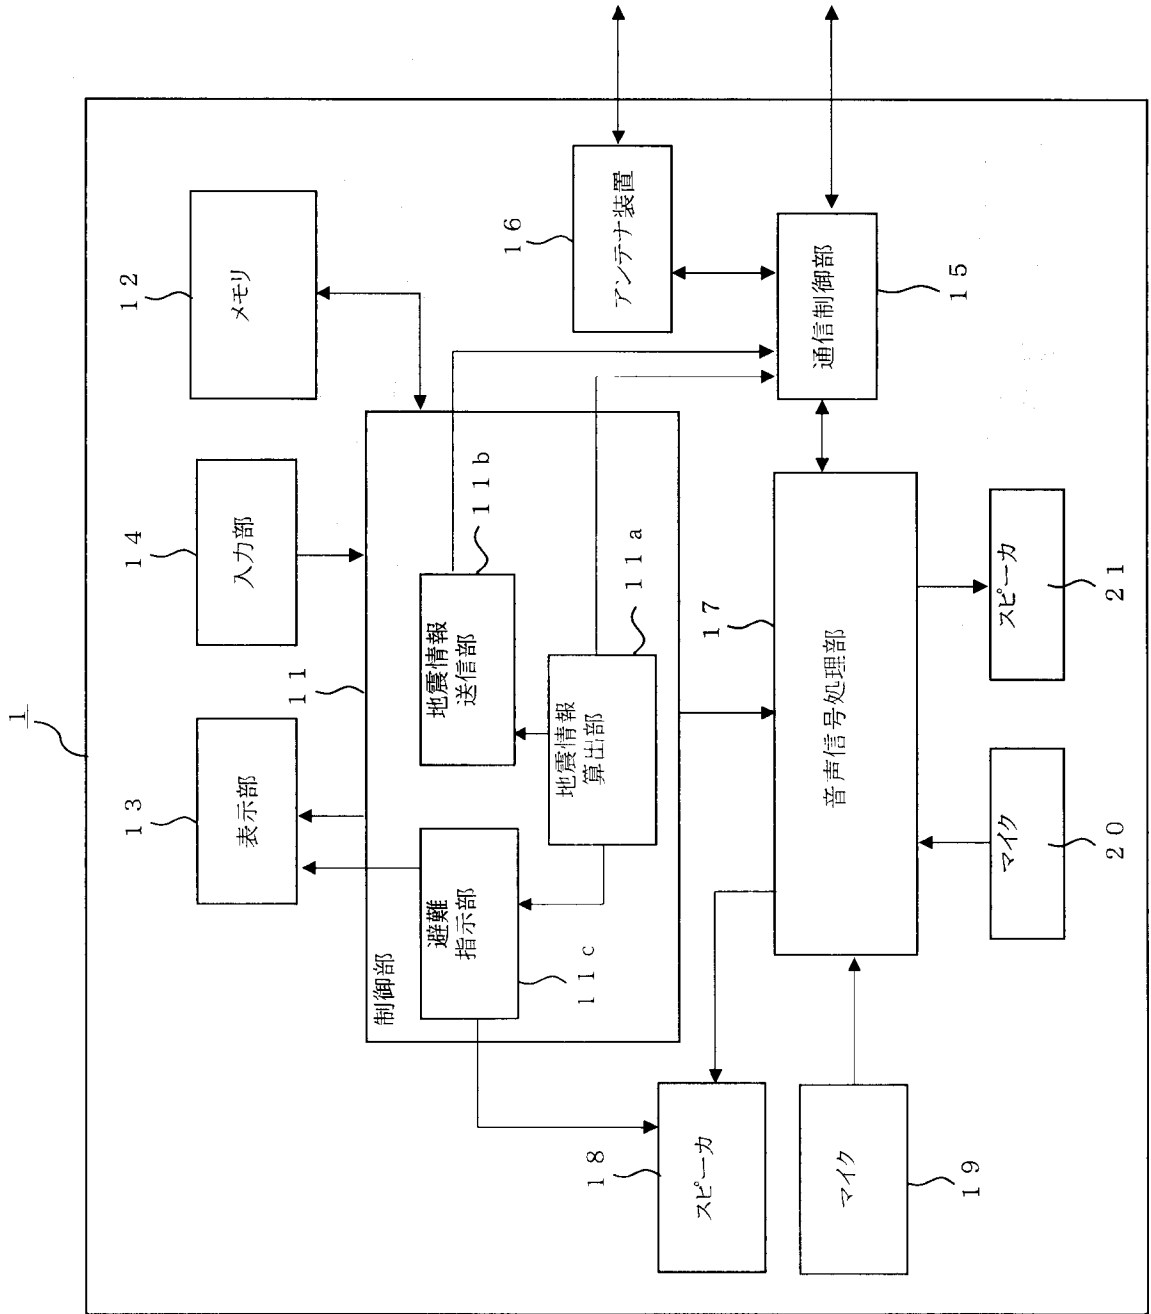 1
13
表示部
14
入力部
12
メモリ
11
制御部
避難
指示部
11c
地震情報
送信部
11b
地震情報
算出部
11a
16
アンテナ装置
通信制御部
15
18
スピーカ
17
音声信号処理部
マイク
19
マイク
20
スピーカ
21